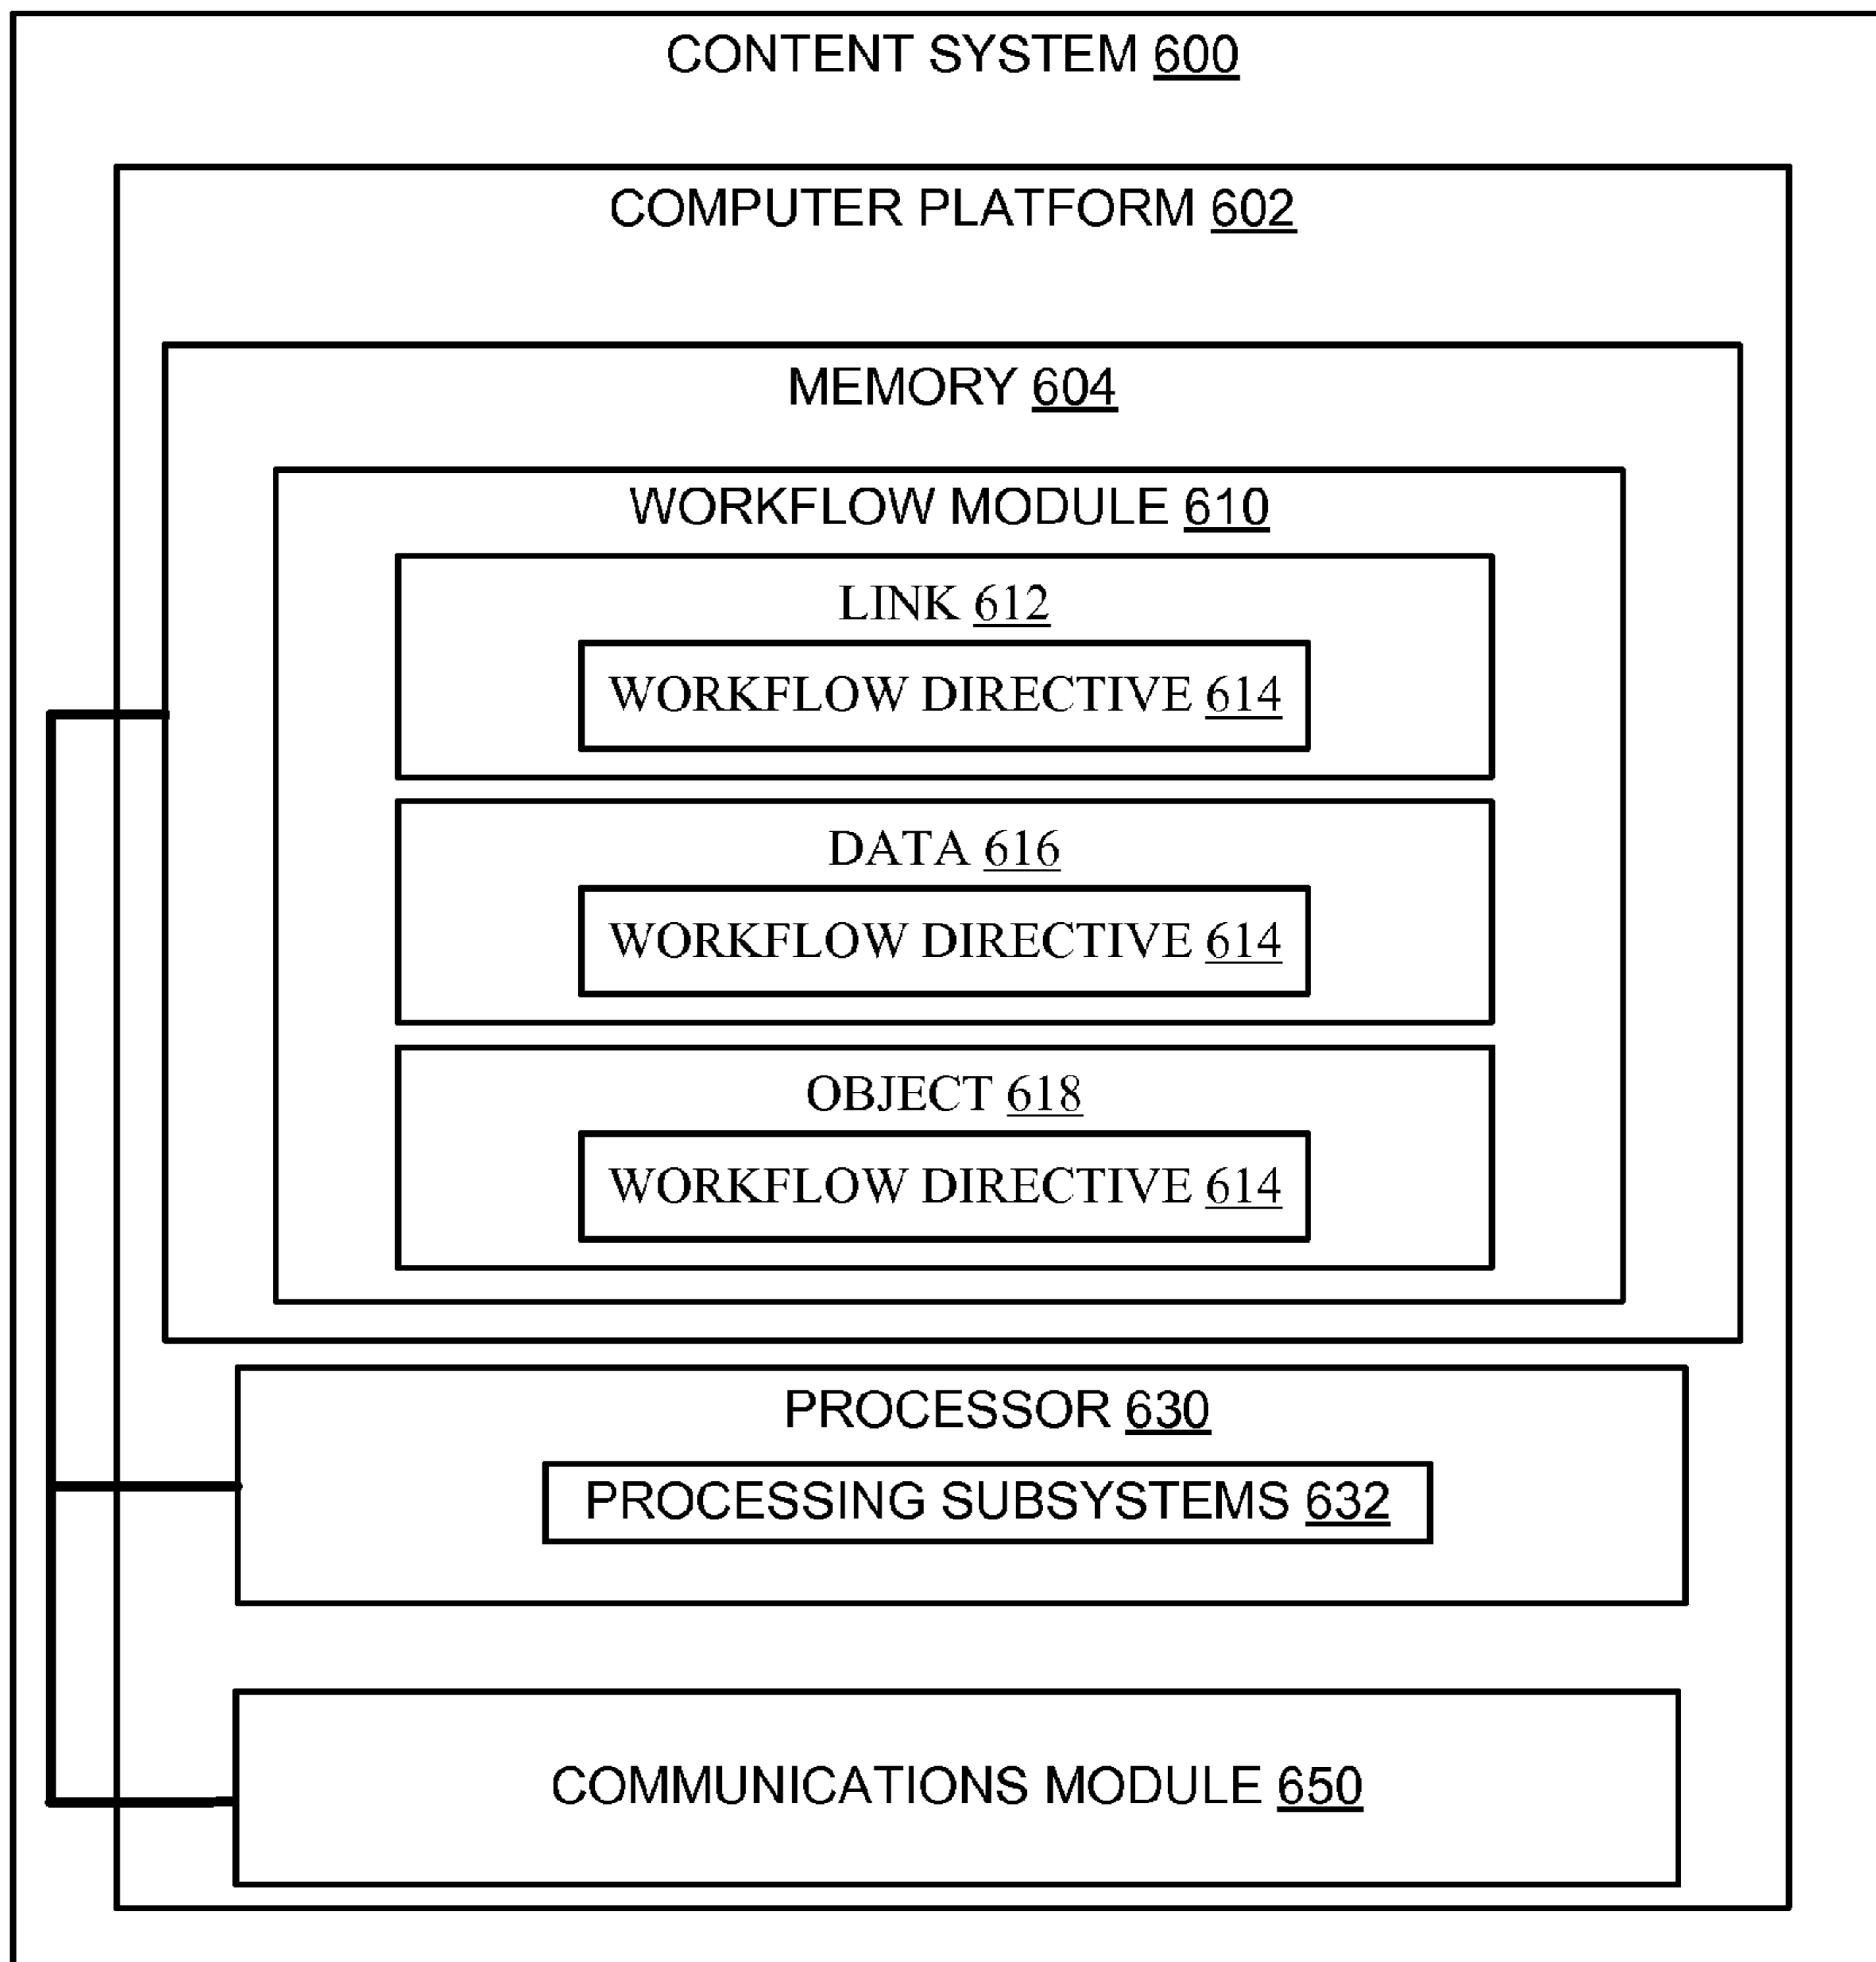 CONTENT SYSTEM 600
COMPUTER PLATFORM 602
MEMORY 604
WORKFLOW MODULE 610
LINK 612
WORKFLOW DIRECTIVE 614
DATA 616
WORKFLOW DIRECTIVE 614
OBJECT 618
WORKFLOW DIRECTIVE 614
PROCESSOR 630
PROCESSING SUBSYSTEMS 632
COMMUNICATIONS MODULE 650